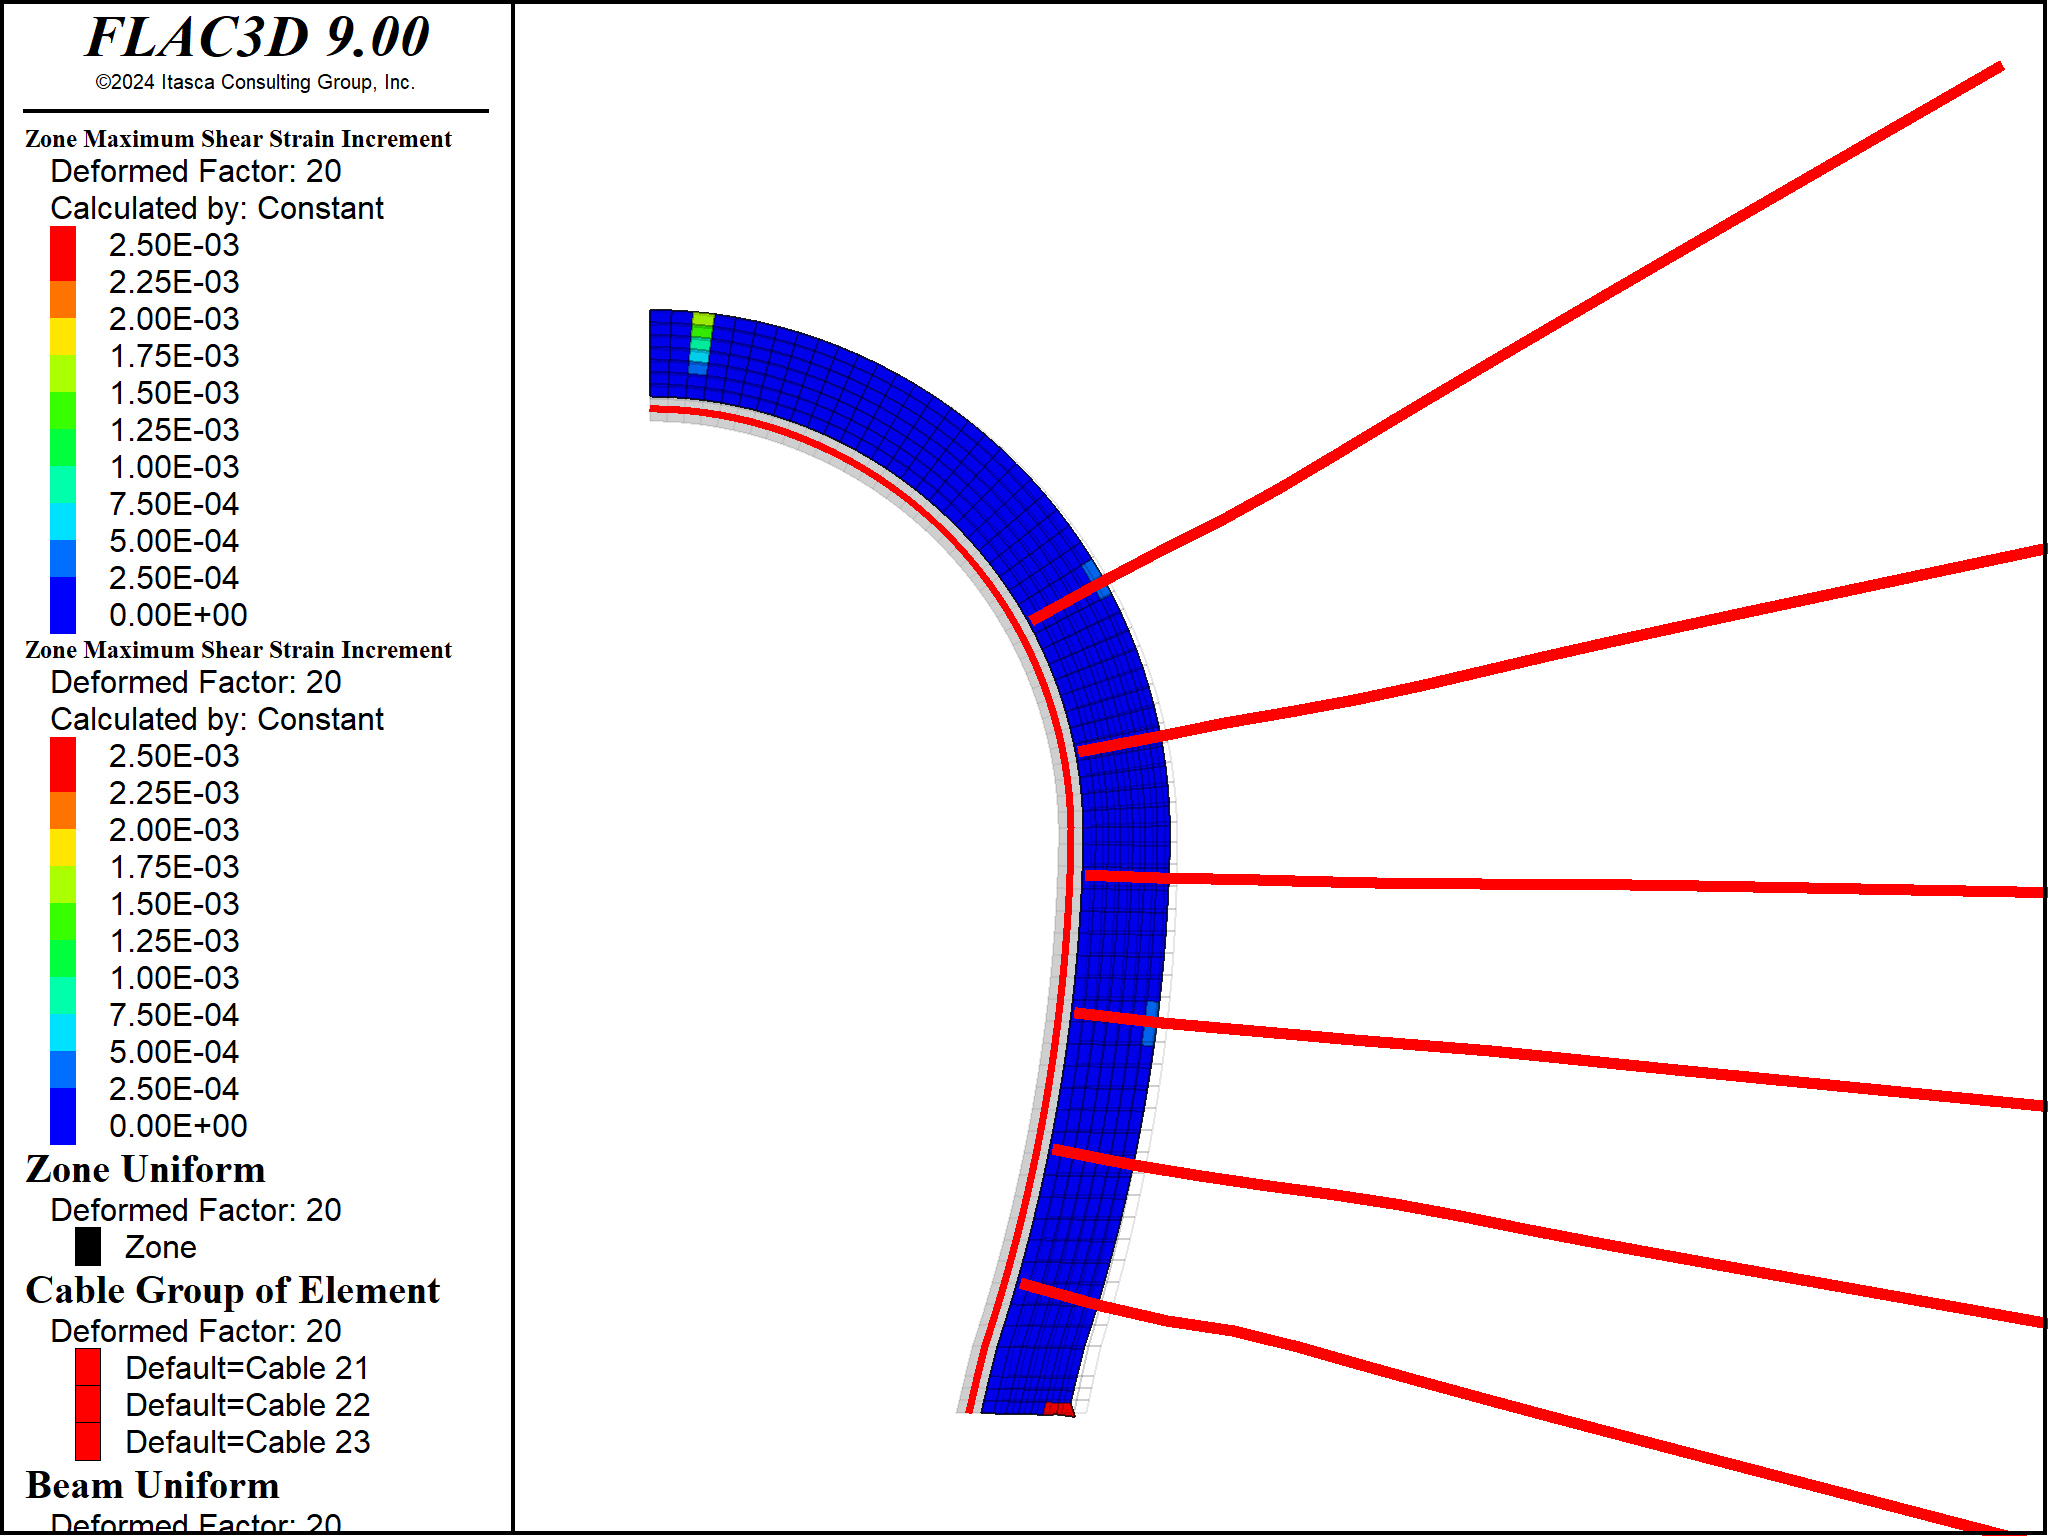 FLAC3D 9.00
©2024 Itasca Consulting Group, Inc.
Zone Maximum Shear Strain Increment
Deformed Factor: 20
Calculated by: Constant
2.50E-03
2.25E-03
2.00E-03
1.75E-03
1.50E-03
1.25E-03
1.00E-03
7.50E-04
5.00E-04
2.50E-04
0.00E+00
Zone Maximum Shear Strain Increment
Deformed Factor: 20
Calculated by: Constant
2.50E-03
2.25E-03
2.00E-03
1.75E-03
1.50E-03
1.25E-03
1.00E-03
7.50E-04
5.00E-04
2.50E-04
0.00E+00
Zone Uniform
Deformed Factor: 20
Zone
Cable Group of Element
Deformed Factor: 20
Default=Cable 21
Default=Cable 22
Default=Cable 23
Beam Uniform
Deformed Factor: 20